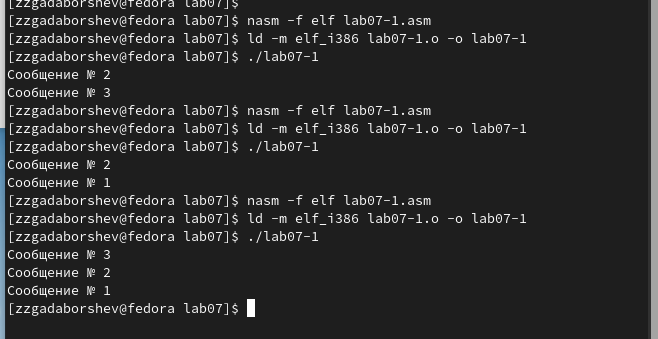 [zzgadaborshev@fedora lab07]$
[zzgadaborshev@fedora lab07]$ nasm -f elf lab07-1.asm
[zzgadaborshev@fedora lab07]$ ld -m elf_i386 lab07-1.o -o lab07-1
[zzgadaborshev@fedora lab07]$ ./lab07-1
Сообщение № 2
Сообщение № 3
[zzgadaborshev@fedora lab07]$ nasm -f elf lab07-1.asm
[zzgadaborshev@fedora lab07]$ ld -m elf_i386 lab07-1.o -o lab07-1
[zzgadaborshev@fedora lab07]$ ./lab07-1
Сообщение № 2
Сообщение № 1
[zzgadaborshev@fedora lab07]$ nasm -f elf lab07-1.asm
[zzgadaborshev@fedora lab07]$ ld -m elf_i386 lab07-1.o -o lab07-1
[zzgadaborshev@fedora lab07]$ ./lab07-1
Сообщение № 3
Сообщение № 2
Сообщение № 1
[zzgadaborshev@fedora lab07]$